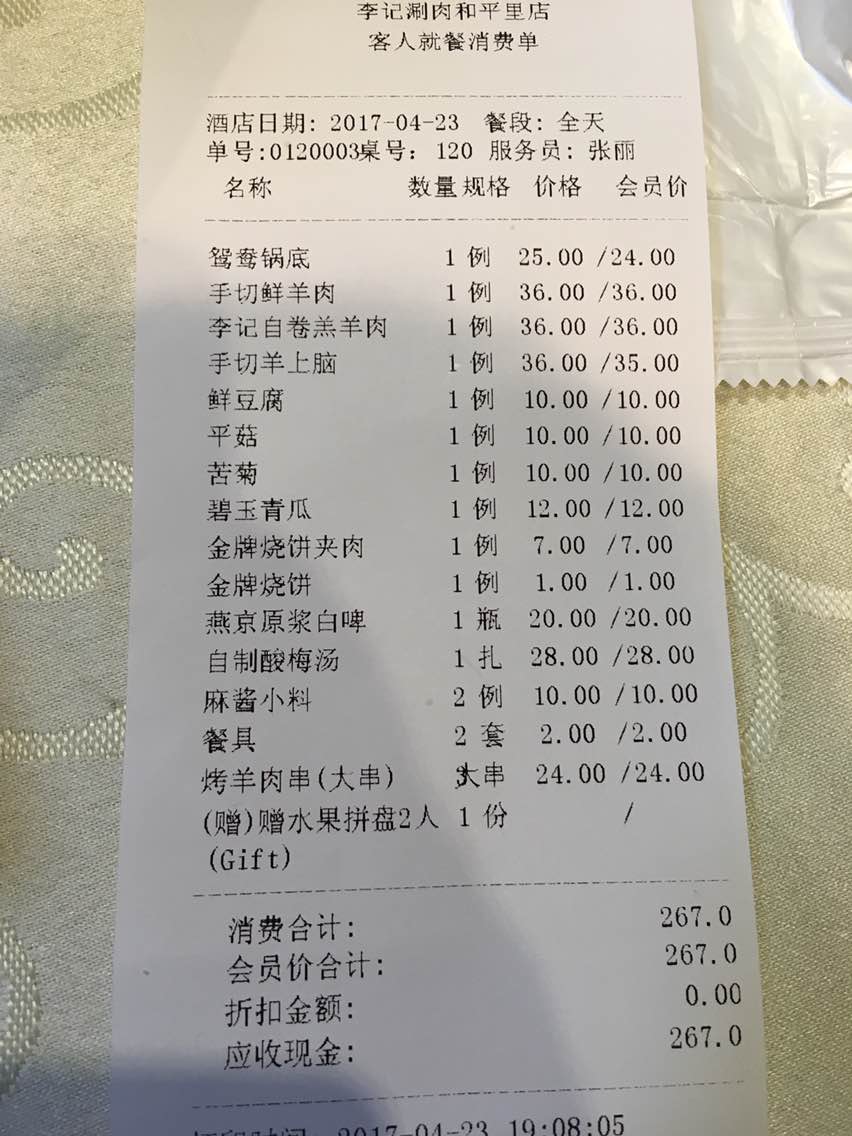 李记涮肉和平里店
客人就餐消费单
酒店日期: 2017-04-23 餐段: 全天
单号:0120003桌号: 120 服务员: 张丽
名称 数量 规格 价格 会员价
鸳鸯锅底 1 例 25.00 /24.00
手切鲜羊肉 1 例 36.00 /36.00
李记自卷羔羊肉 1 例 36.00 /36.00
手切羊上脑 1 例 36.00 /35.00
鲜豆腐 1 例 10.00 /10.00
平菇 1 例 10.00 /10.00
苦菊 1 例 10.00 /10.00
碧玉青瓜 1 例 12.00 /12.00
金牌烧饼夹肉 1 例 7.00 /7.00
金牌烧饼 1 例 1.00 /1.00
燕京原浆白啤 1 瓶 20.00 /20.00
自制酸梅汤 1 扎 28.00 /28.00
麻酱小料 2 例 10.00 /10.00
餐具 2 套 2.00 /2.00
烤羊肉串(大串) 3大串 24.00 /24.00
(赠)赠水果拼盘2人 1 份 /
(Gift)
消费合计: 267.0
会员价合计: 267.0
折扣金额: 0.00
应收现金: 267.0
打印时间: 2017-04-23 19:08:05